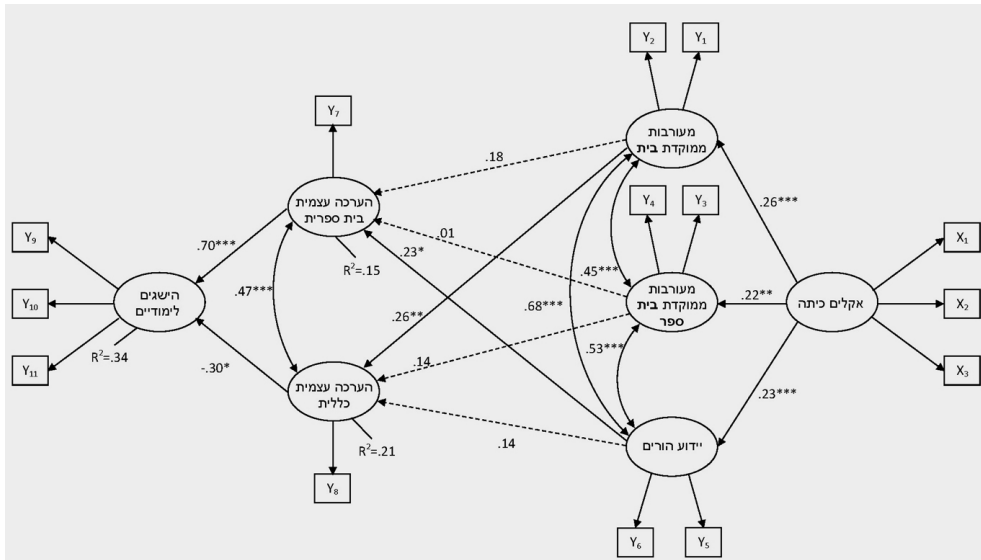 Y₂
Y₁
Y₇
מעורבות
ממוקדת בית
.18
Y₄
Y₃
הערכה עצמית
בית ספרית
.26***
Y₉
.01
X₁
.70***
R²=.15
.23*
.45***
מעורבות
ממוקדת בית
ספר
הישגים
לימודיים
.47***
.68***
.22**
אקלים כיתה
Y₁₀
X₂
.26**
.53***
R²=.34
Y₁₁
-.30*
.14
הערכה עצמית
כללית
X₃
.23***
יידוע הורים
R²=.21
.14
Y₈
Y₆
Y₅